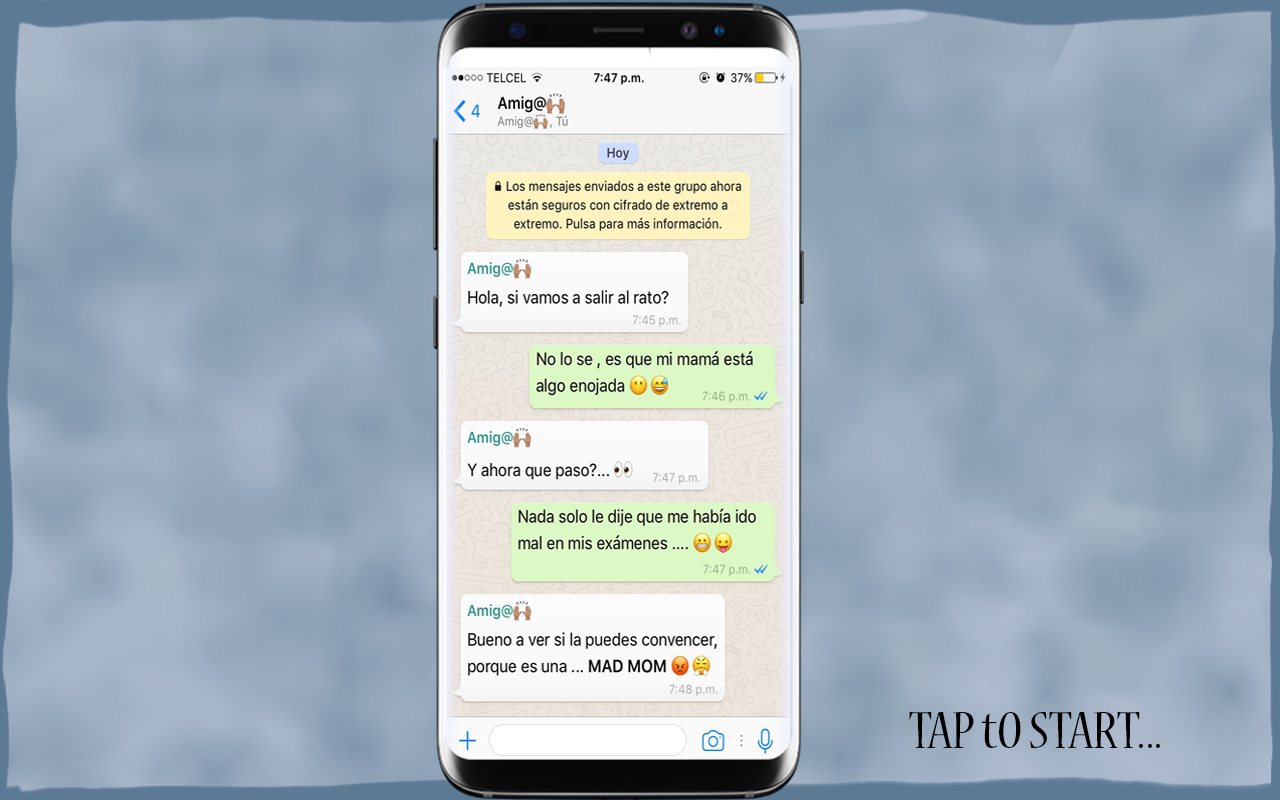 TELCEL 7:47 p.m. 37%
4 Amig@🙌🏽
Amig@🙌🏽, Tú
Hoy
Los mensajes enviados a este grupo ahora
están seguros con cifrado de extremo a
extremo. Pulsa para más información.
Amig@🙌🏽
Hola, si vamos a salir al rato?
7:45 p.m.
No lo se , es que mi mamá está
algo enojada 😶😅
7:46 p.m.
Amig@🙌🏽
Y ahora que paso?... 👀
7:47 p.m.
Nada solo le dije que me había ido
mal en mis exámenes .... 😬😛
7:47 p.m.
Amig@🙌🏽
Bueno a ver si la puedes convencer,
porque es una ... MAD MOM 😡😤
7:48 p.m.
TAP to START...